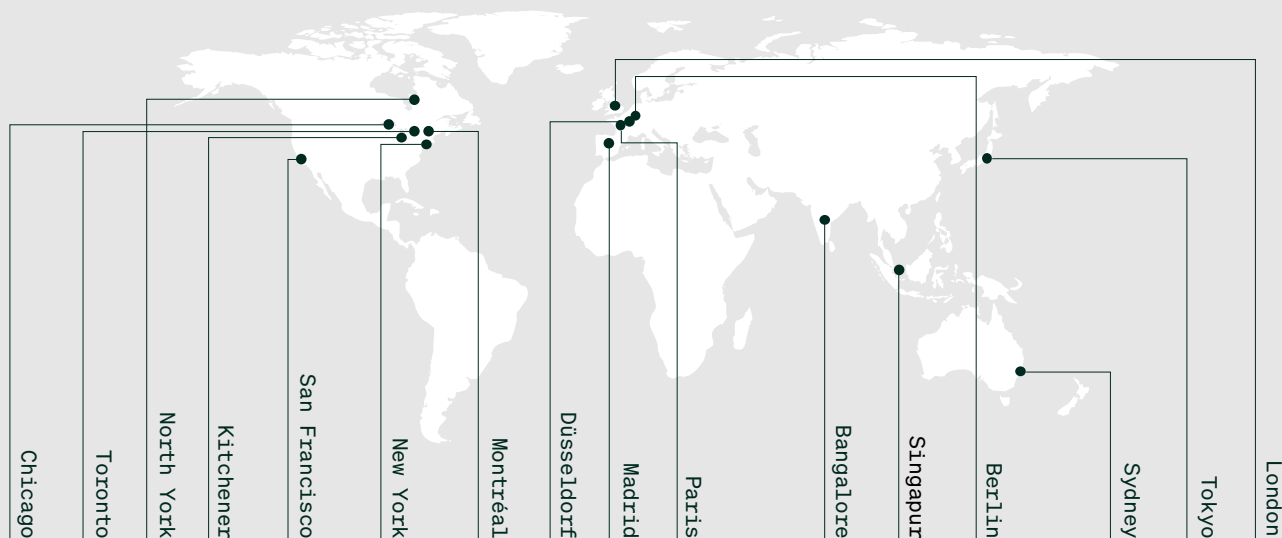 Chicago
Toronto
North York
Kitchener
San Francisco
New York
Montréal
Düsseldorf
Madrid
Paris
Bangalore
Singapur
Berlin
Sydney
Tokyo
London